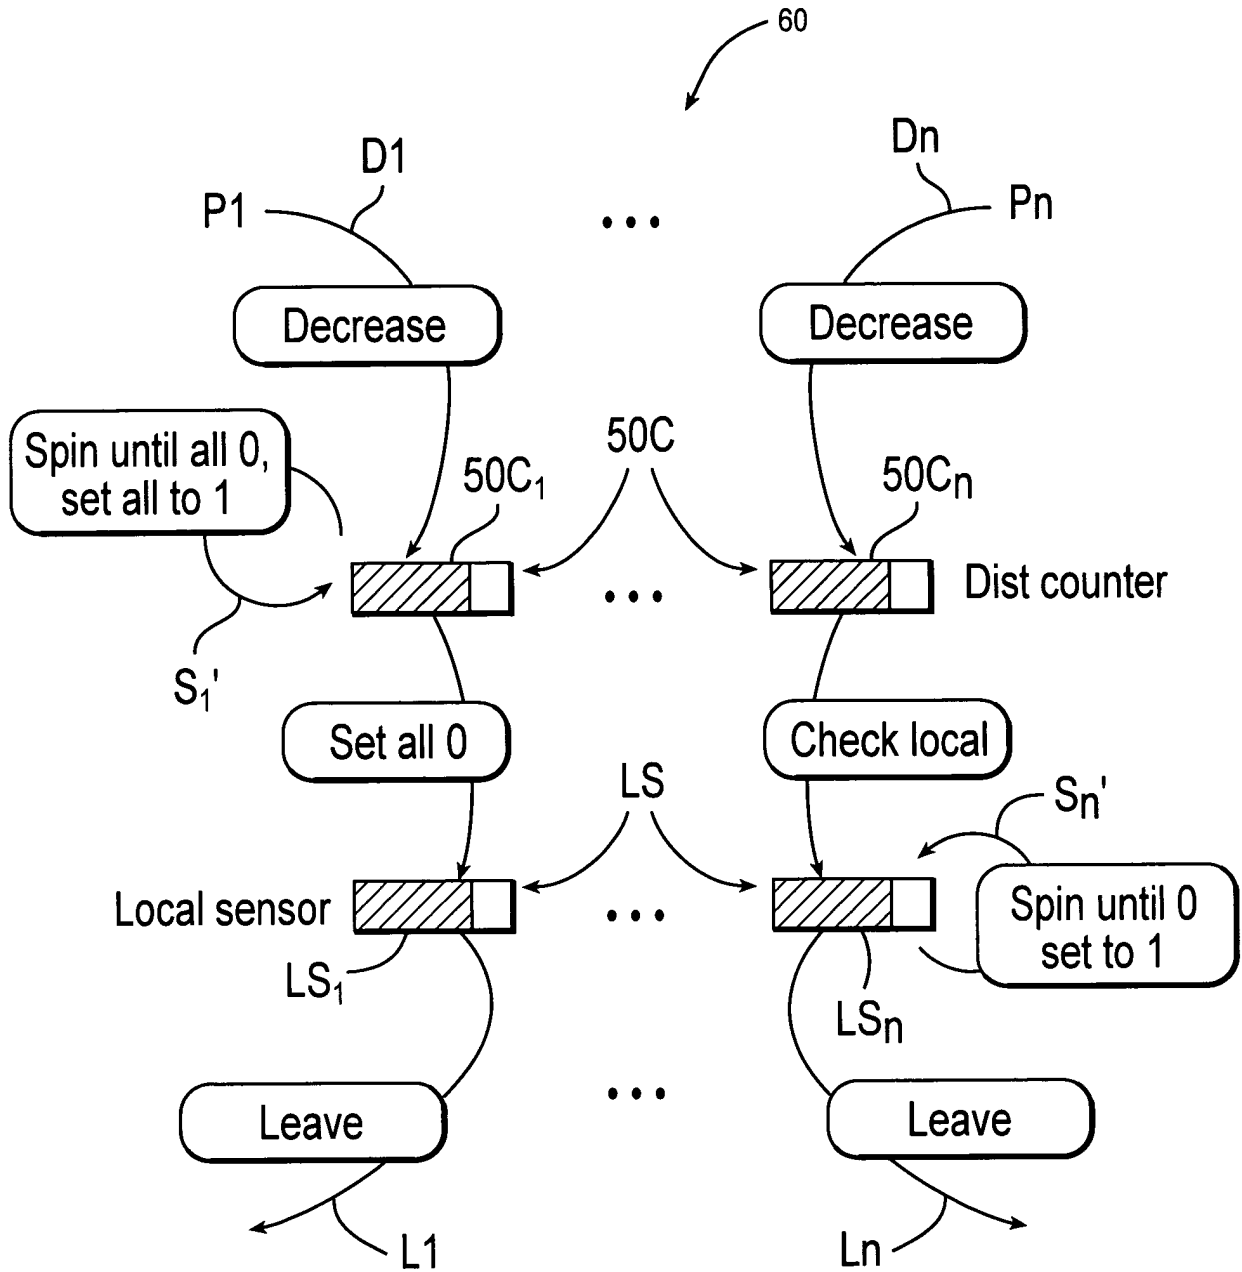 60
D1
Dn
P1
Pn
Decrease
Decrease
Spin until all 0,
set all to 1
50C
50C₁
50Cn
Dist counter
S₁'
Set all 0
Check local
LS
Sn'
Local sensor
Spin until 0
set to 1
LS₁
LSn
Leave
Leave
L1
Ln